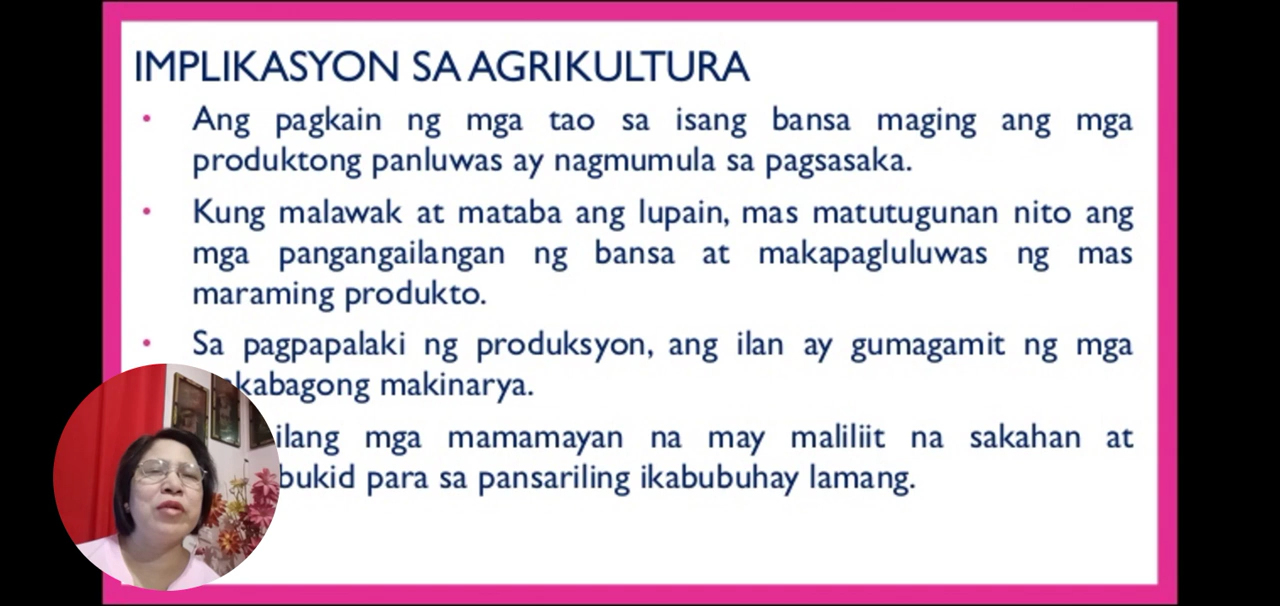 IMPLIKASYON SA AGRIKULTURA
• Ang pagkain ng mga tao sa isang bansa maging ang mga
produktong panluwas ay nagmumula sa pagsasaka.
• Kung malawak at mataba ang lupain, mas matutugunan nito ang
mga pangangailangan ng bansa at makapagluluwas ng mas
maraming produkto.
• Sa pagpapalaki ng produksyon, ang ilan ay gumagamit ng mga
makinarya.
mga mamamayan na may maliliit na sakahan at
para sa pansariling ikabubuhay lamang.